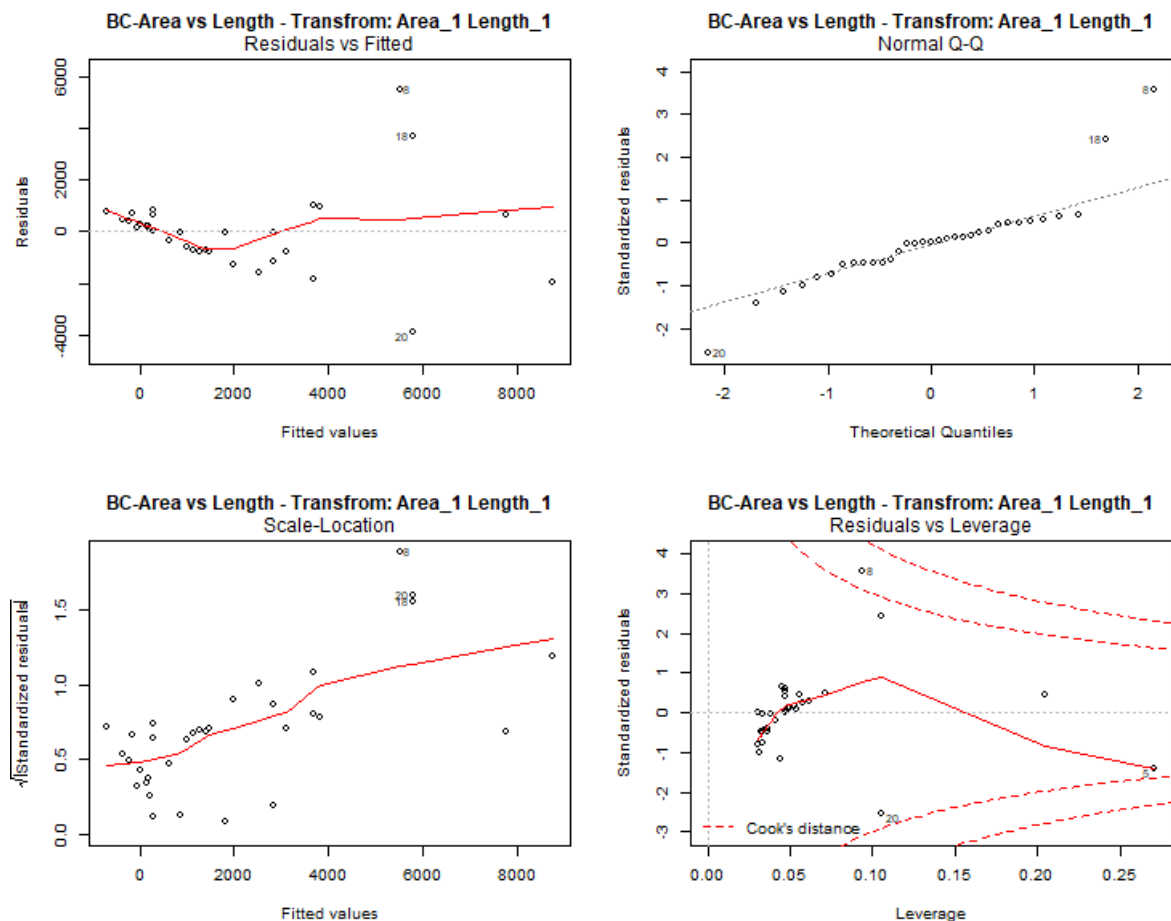 BC-Area vs Length - Transfrom: Area_1 Length_1
Residuals vs Fitted
Residuals
6000
2000
0
-4000
8
18
20
0 2000 4000 6000 8000
Fitted values
BC-Area vs Length - Transfrom: Area_1 Length_1
Normal Q-Q
Standardized residuals
4
3
2
1
0
-1
-2
8
18
20
-2 -1 0 1 2
Theoretical Quantiles
BC-Area vs Length - Transfrom: Area_1 Length_1
Scale-Location
√|Standardized residuals|
1.5
1.0
0.5
0.0
8
20
18
0 2000 4000 6000 8000
Fitted values
BC-Area vs Length - Transfrom: Area_1 Length_1
Residuals vs Leverage
Standardized residuals
4
3
2
1
0
-1
-2
-3
8
20
Cook's distance
0.00 0.05 0.10 0.15 0.20 0.25
Leverage